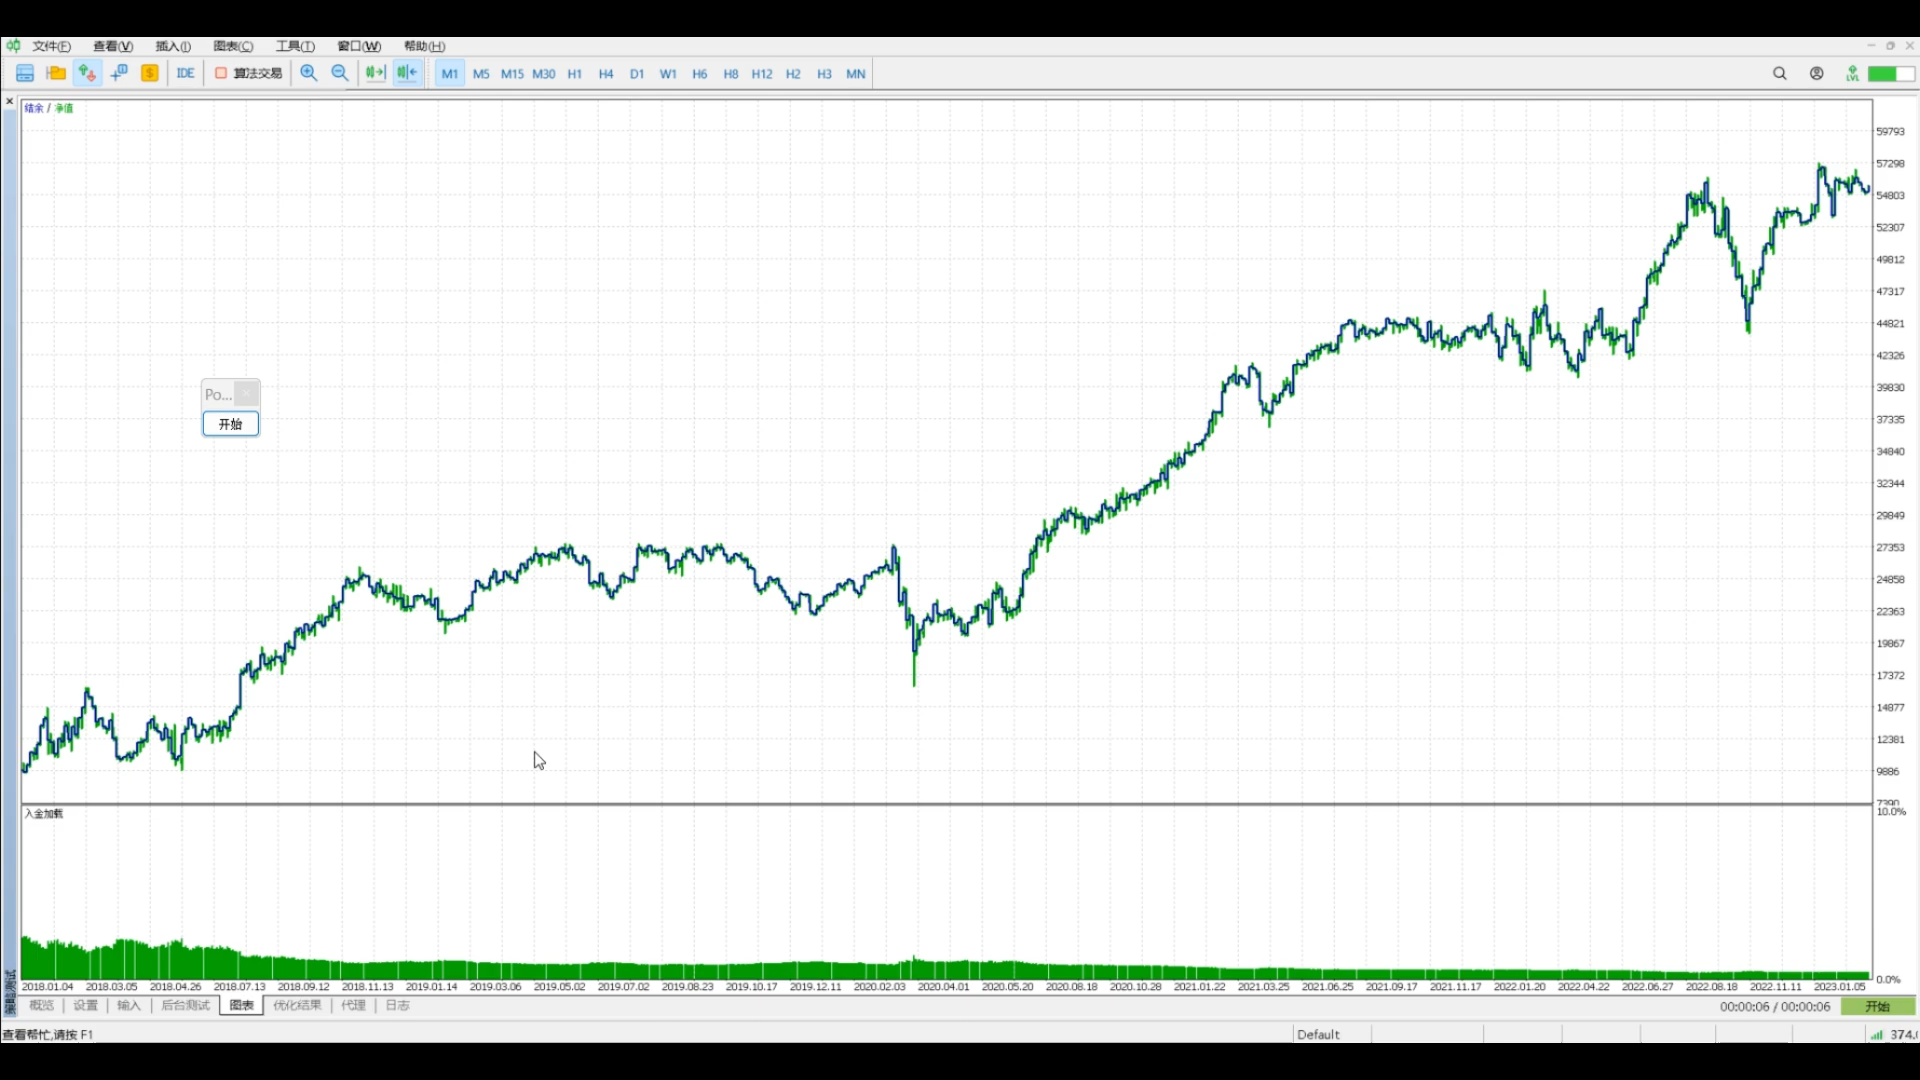 文件(F) 查看(V) 插入(I) 图表(C) 工具(T) 窗口(W) 帮助(H)
IDE 算法交易 M1 M5 M15 M30 H1 H4 D1 W1 H6 H8 H12 H2 H3 MN
LVL
结余 / 净值
59793
57298
54803
52307
49812
47317
44821
42326
39830
37335
34840
32344
29849
27353
24858
22363
19867
17372
14877
12381
9886
7390
Po...
开始
入金加载
10.0%
0.0%
2018.01.04 2018.03.05 2018.04.26 2018.07.13 2018.09.12 2018.11.13 2019.01.14 2019.03.06 2019.05.02 2019.07.02 2019.08.23 2019.10.17 2019.12.11 2020.02.03 2020.04.01 2020.05.20 2020.08.18 2020.10.28 2021.01.22 2021.03.25 2021.06.25 2021.09.17 2021.11.17 2022.01.20 2022.04.22 2022.06.27 2022.08.18 2022.11.11 2023.01.05
概览 设置 输入 后台测试 图表 优化结果 代理 日志 00:00:06 / 00:00:06 开始
查看帮忙,请按 F1 Default 374.